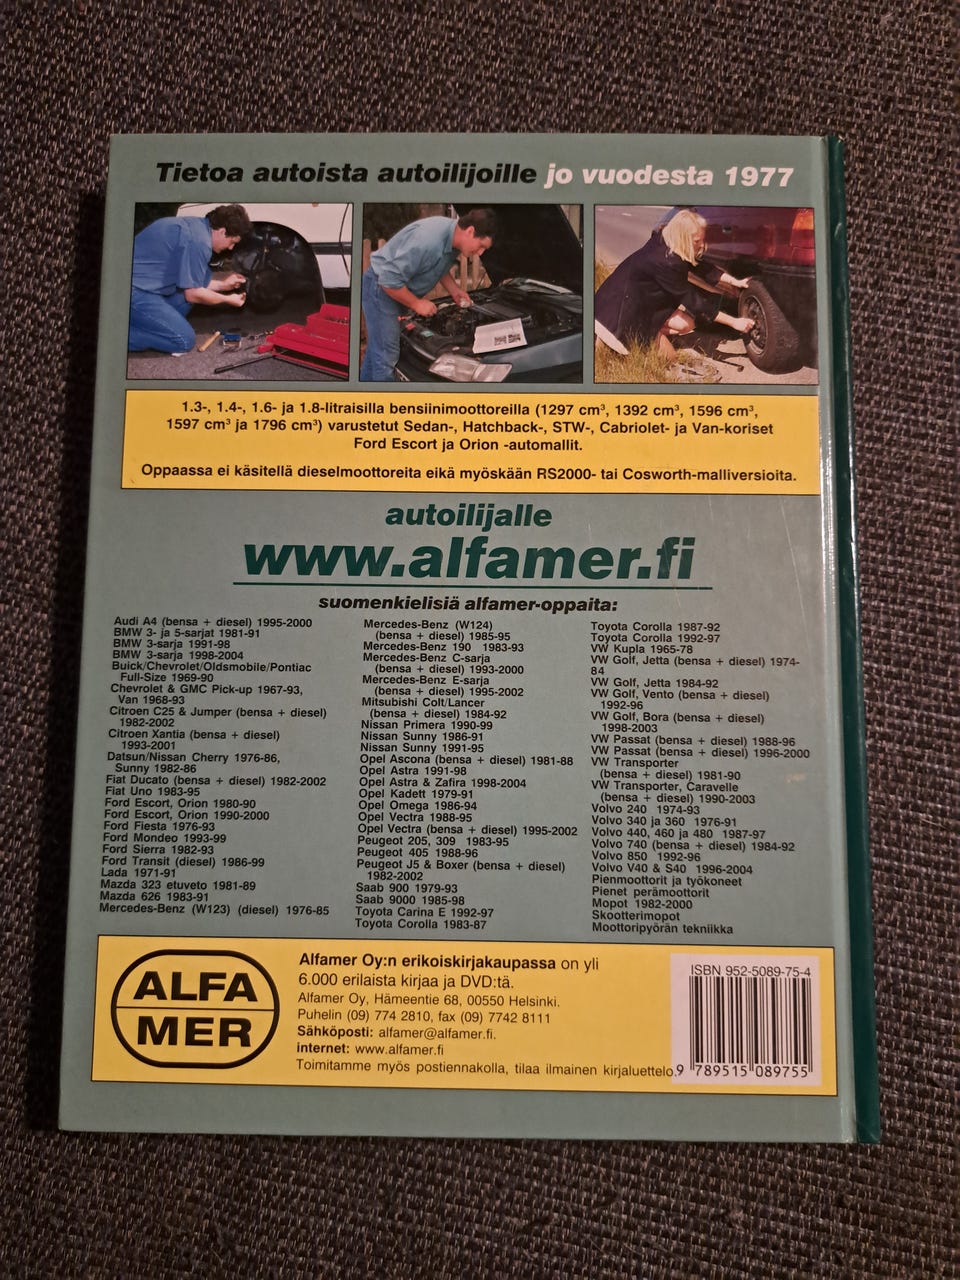 Tietoa autoista autoilijoille jo vuodesta 1977
1.3-, 1.4-, 1.6- ja 1.8-litraisilla bensiinimoottoreilla (1297 cm³, 1392 cm³, 1596 cm³,
1597 cm³ ja 1796 cm³) varustetut Sedan-, Hatchback-, STW-, Cabriolet- ja Van-koriset
Ford Escort ja Orion -automallit.
Oppaassa ei käsitellä dieselmoottoreita eikä myöskään RS2000- tai Cosworth-malliversioita.
autoilijalle
www.alfamer.fi
suomenkielisiä alfamer-oppaita:
Audi A4 (bensa + diesel) 1995-2000
BMW 3- ja 5-sarjat 1981-91
BMW 3-sarja 1991-98
BMW 3-sarja 1998-2004
Buick/Chevrolet/Oldsmobile/Pontiac
Full-Size 1969-90
Chevrolet & GMC Pick-up 1967-93,
Van 1968-93
Citroen C25 & Jumper (bensa + diesel)
1982-2002
Citroen Xantia (bensa + diesel)
1993-2001
Datsun/Nissan Cherry 1976-86,
Sunny 1982-86
Fiat Ducato (bensa + diesel) 1982-2002
Fiat Uno 1983-95
Ford Escort, Orion 1980-90
Ford Escort, Orion 1990-2000
Ford Fiesta 1976-93
Ford Mondeo 1993-99
Ford Sierra 1982-93
Ford Transit (diesel) 1986-99
Lada 1971-91
Mazda 323 etuveto 1981-89
Mazda 626 1983-91
Mercedes-Benz (W123) (diesel) 1976-85
Mercedes-Benz (W124)
(bensa + diesel) 1985-95
Mercedes-Benz 190 1983-93
Mercedes-Benz C-sarja
(bensa + diesel) 1993-2000
Mercedes-Benz E-sarja
(bensa + diesel) 1995-2002
Mitsubishi Colt/Lancer
(bensa + diesel) 1984-92
Nissan Primera 1990-99
Nissan Sunny 1986-91
Nissan Sunny 1991-95
Opel Ascona (bensa + diesel) 1981-88
Opel Astra 1991-98
Opel Astra & Zafira 1998-2004
Opel Kadett 1979-91
Opel Omega 1986-94
Opel Vectra 1988-95
Opel Vectra (bensa + diesel) 1995-2002
Peugeot 205, 309 1983-95
Peugeot 405 1988-96
Peugeot J5 & Boxer (bensa + diesel)
1982-2002
Saab 900 1979-93
Saab 9000 1985-98
Toyota Carina E 1992-97
Toyota Corolla 1983-87
Toyota Corolla 1987-92
Toyota Corolla 1992-97
VW Kupla 1965-78
VW Golf, Jetta (bensa + diesel) 1974-
84
VW Golf, Jetta 1984-92
VW Golf, Vento (bensa + diesel)
1992-96
VW Golf, Bora (bensa + diesel)
1998-2003
VW Passat (bensa + diesel) 1988-96
VW Passat (bensa + diesel) 1996-2000
VW Transporter
(bensa + diesel) 1981-90
VW Transporter, Caravelle
(bensa + diesel) 1990-2003
Volvo 240 1974-93
Volvo 340 ja 360 1976-91
Volvo 440, 460 ja 480 1987-97
Volvo 740 (bensa + diesel) 1984-92
Volvo 850 1992-96
Volvo V40 & S40 1996-2004
Pienmoottorit ja työkoneet
Pienet perämoottorit
Mopot 1982-2000
Skootterimopot
Moottoripyörän tekniikka
ALFA
MER
Alfamer Oy:n erikoiskirjakaupassa on yli
6.000 erilaista kirjaa ja DVD:tä.
Alfamer Oy, Hämeentie 68, 00550 Helsinki.
Puhelin (09) 774 2810, fax (09) 7742 8111
Sähköposti: alfamer@alfamer.fi.
internet: www.alfamer.fi
Toimitamme myös postiennakolla, tilaa ilmainen kirjaluettelo.
ISBN 952-5089-75-4
9 789515 089755